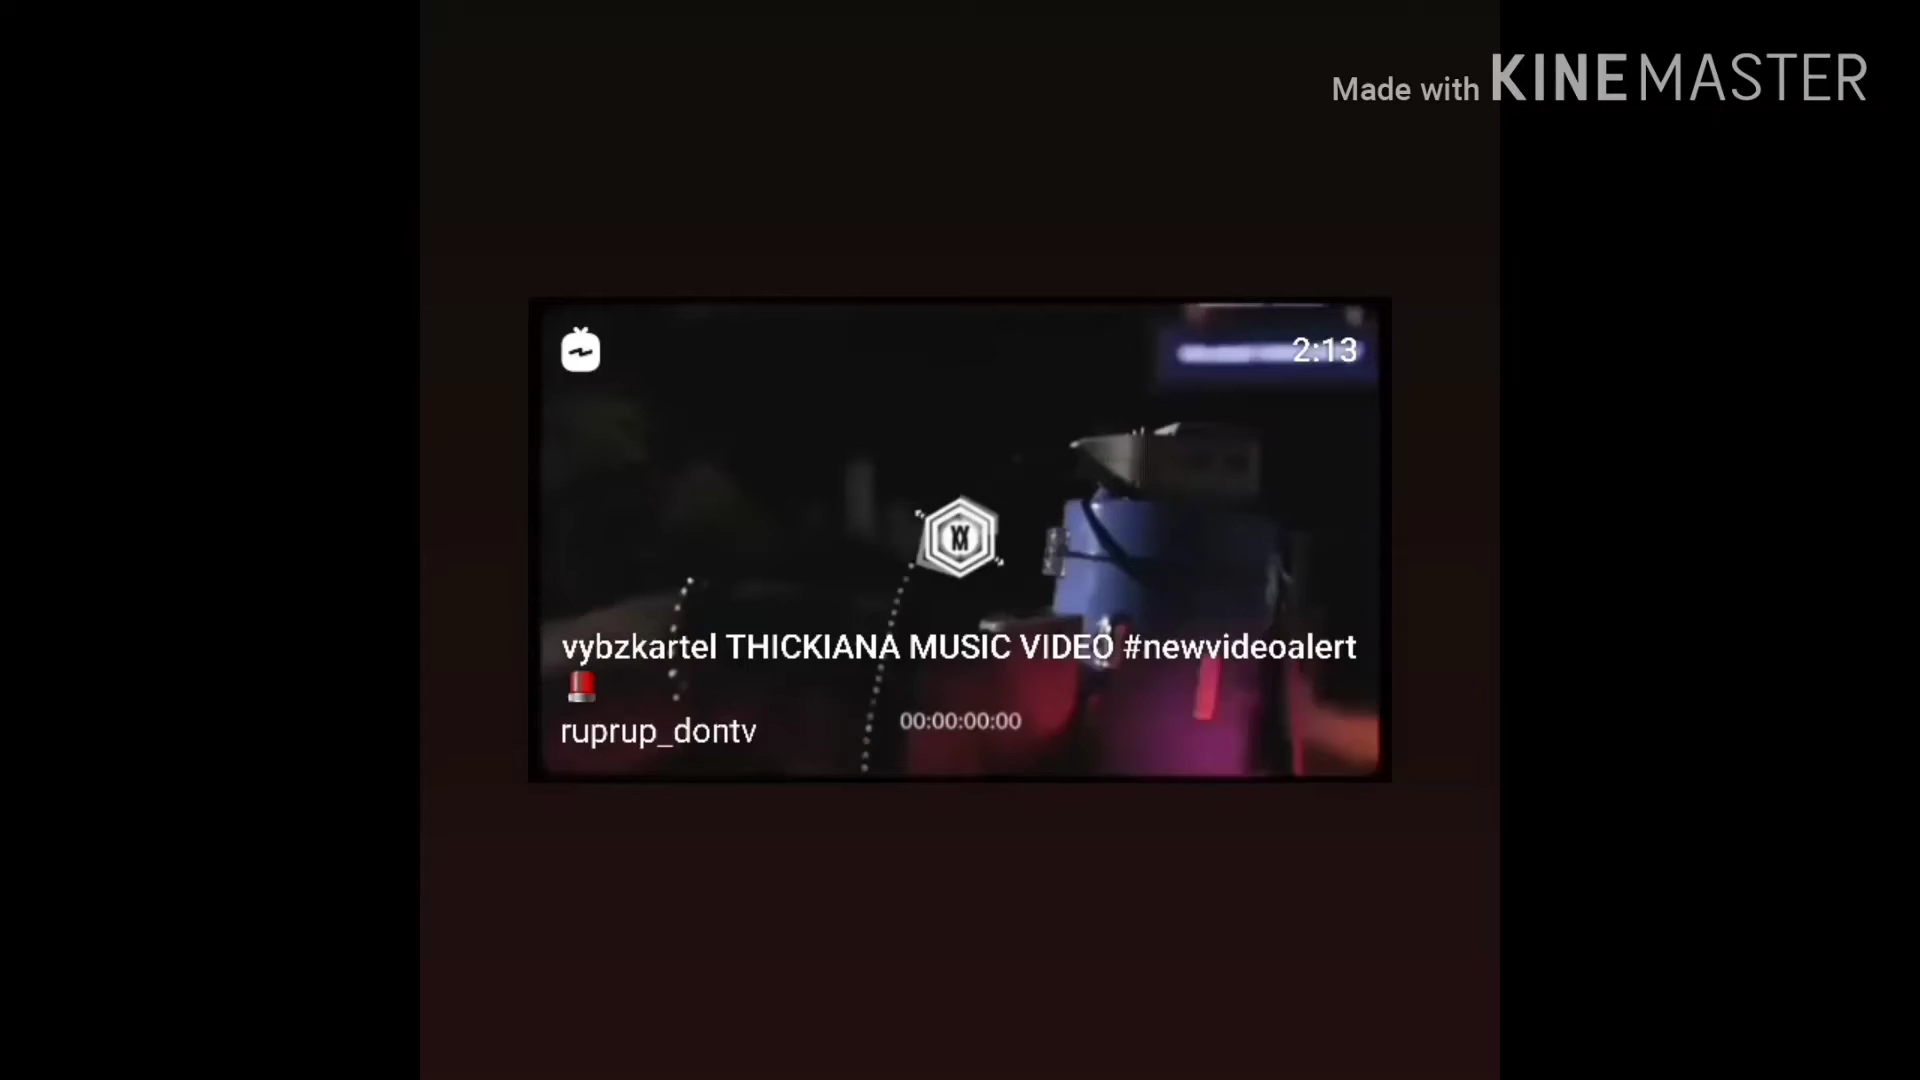 Made with KINEMASTER
2:13
vybzkartel THICKIANA MUSIC VIDEO #newvideoalert
🚨
ruprup_dontv
00:00:00:00